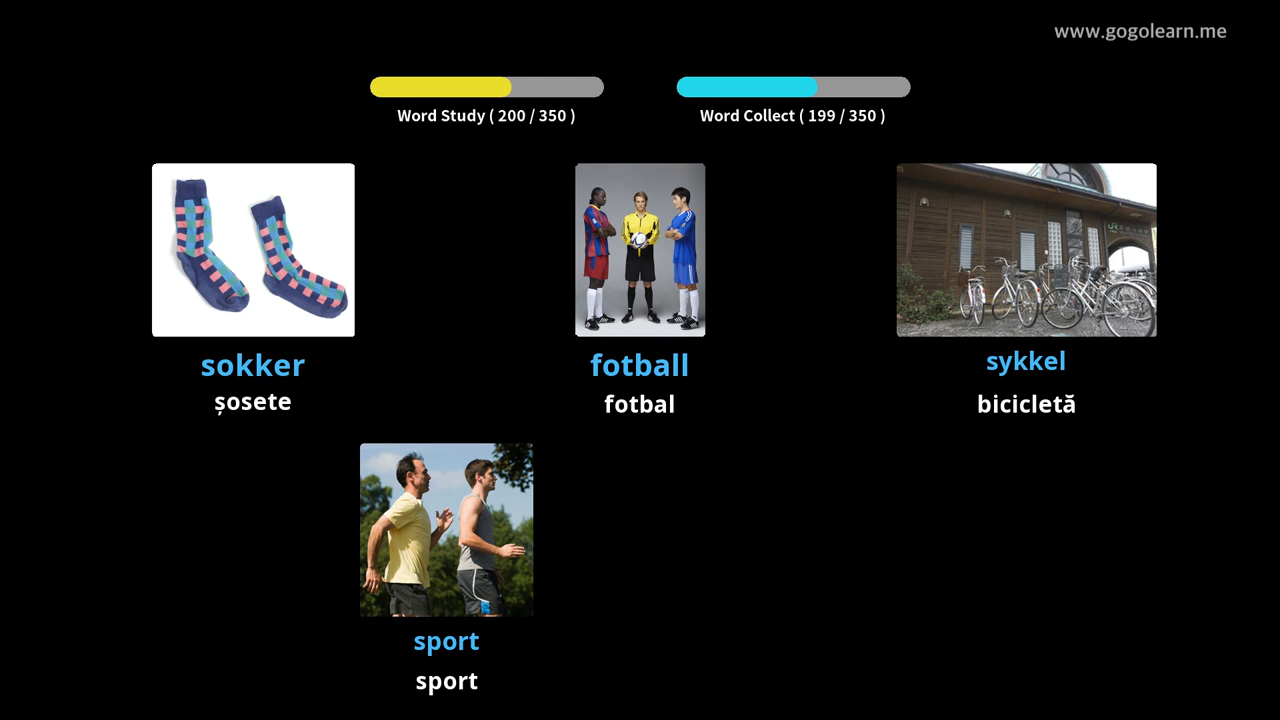 www.gogolearn.me
Word Study ( 200 / 350 )
Word Collect ( 199 / 350 )
sokker
șosete
fotball
fotbal
sykkel
bicicletă
sport
sport